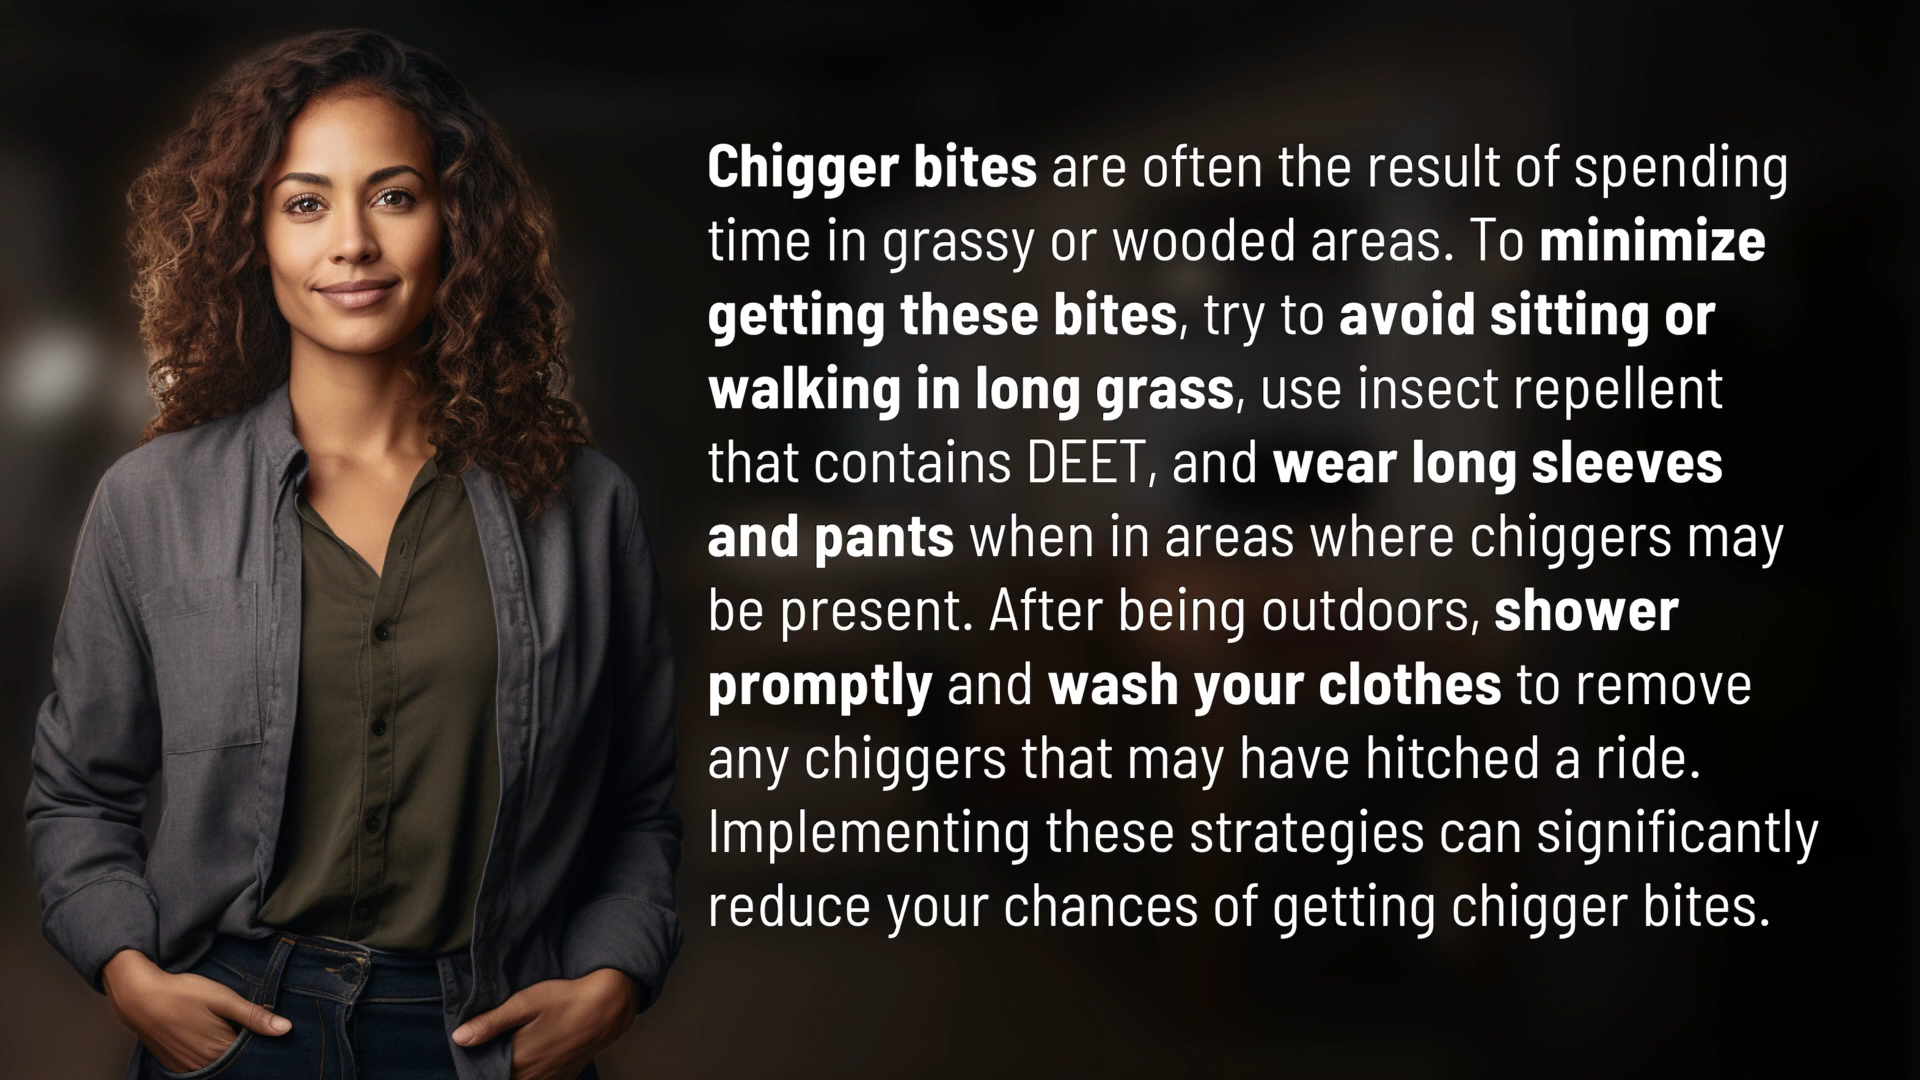 Chigger bites are often the result of spending
time in grassy or wooded areas. To minimize
getting these bites, try to avoid sitting or
walking in long grass, use insect repellent
that contains DEET, and wear long sleeves
and pants when in areas where chiggers may
be present. After being outdoors, shower
promptly and wash your clothes to remove
any chiggers that may have hitched a ride.
Implementing these strategies can significantly
reduce your chances of getting chigger bites.